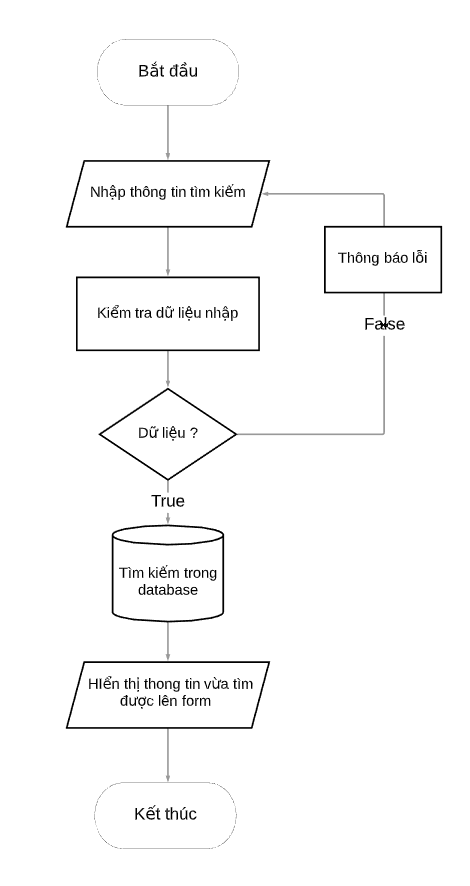 Bắt đầu
Nhập thông tin tìm kiếm
Thông báo lỗi
Kiểm tra dữ liệu nhập
False
Dữ liệu ?
True
Tìm kiếm trong
database
HIển thị thong tin vừa tìm
được lên form
Kết thúc